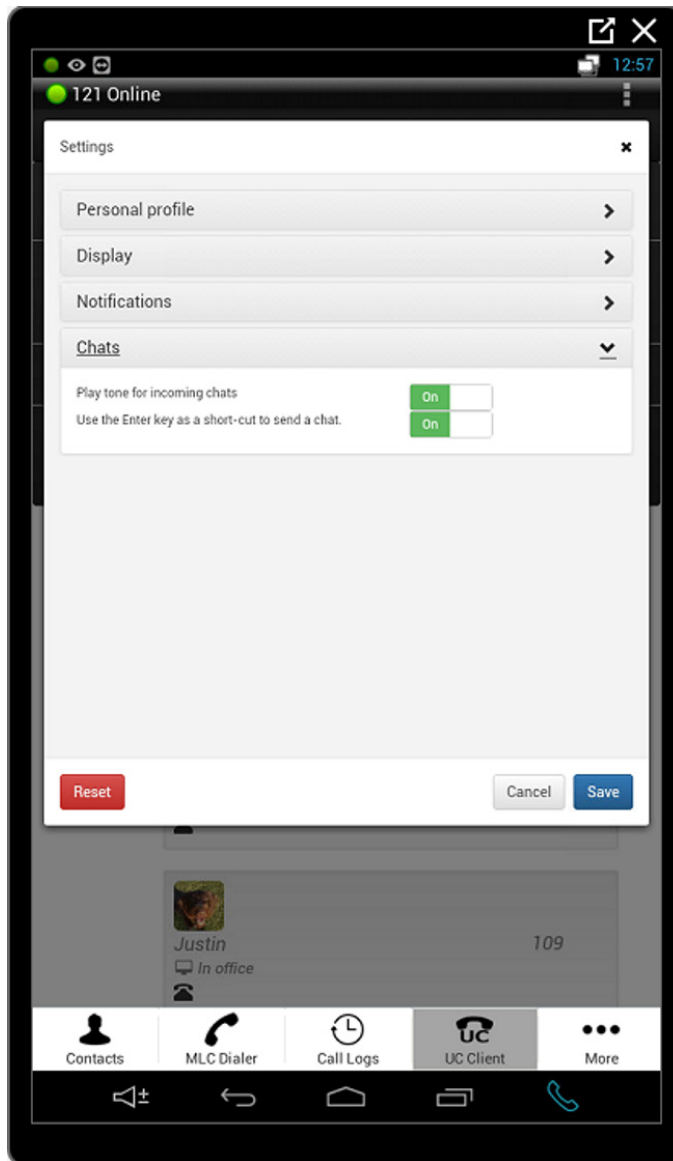 12:57
121 Online
Settings
Personal profile
Display
Notifications
Chats
Play tone for incoming chats On
Use the Enter key as a short-cut to send a chat. On
Reset Cancel Save
Justin 109
In office
UC
Contacts MLC Dialer Call Logs UC Client More